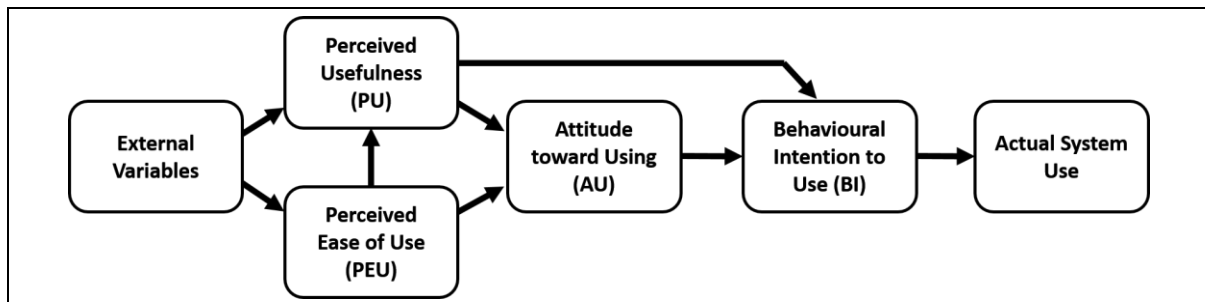 External
Variables
Perceived
Usefulness
(PU)
Perceived
Ease of Use
(PEU)
Attitude
toward Using
(AU)
Behavioural
Intention to
Use (BI)
Actual System
Use